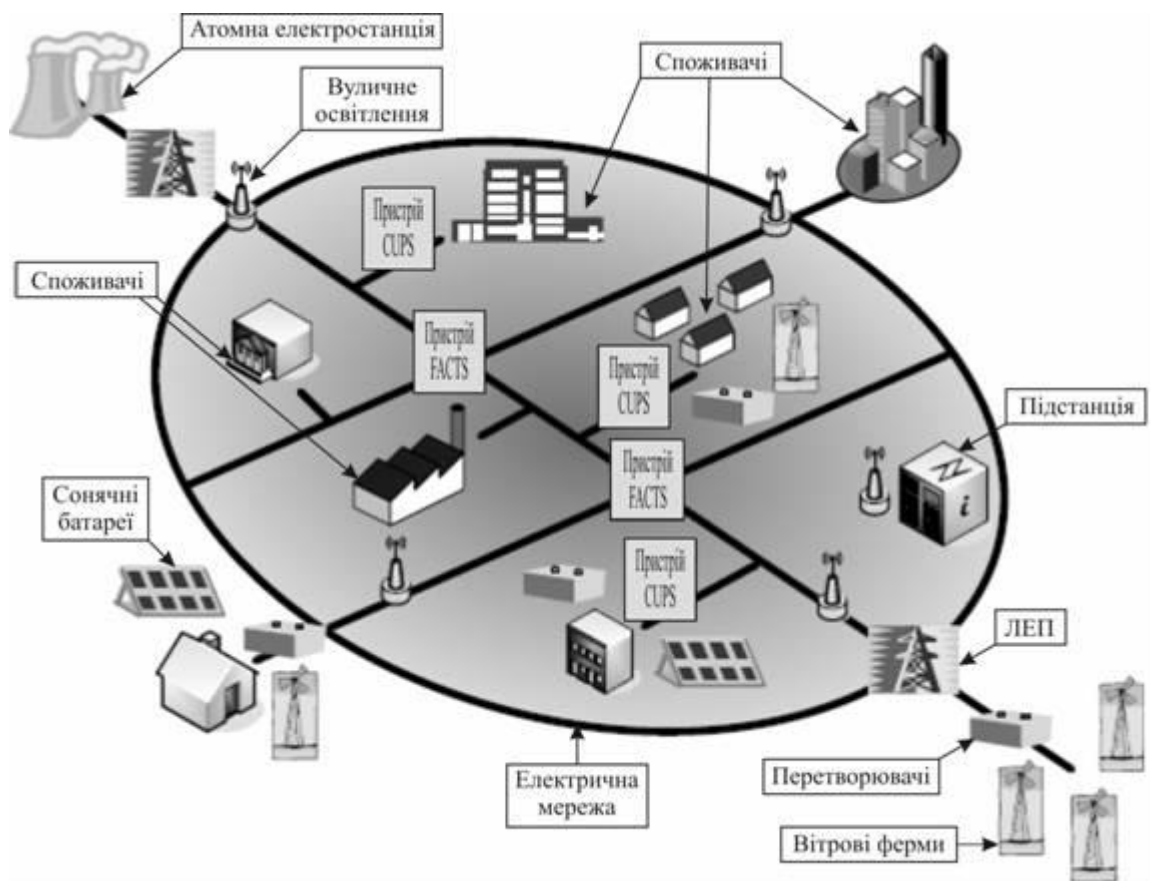 Атомна електростанція
Споживачі
Вуличне
освітлення
Пристрій
CUPS
Споживачі
Пристрій
FACTS
Пристрій
CUPS
Підстанція
Пристрій
FACTS
i
Сонячні
батареї
Пристрій
CUPS
ЛЕП
Електрична
мережа
Перетворювачі
Вітрові ферми